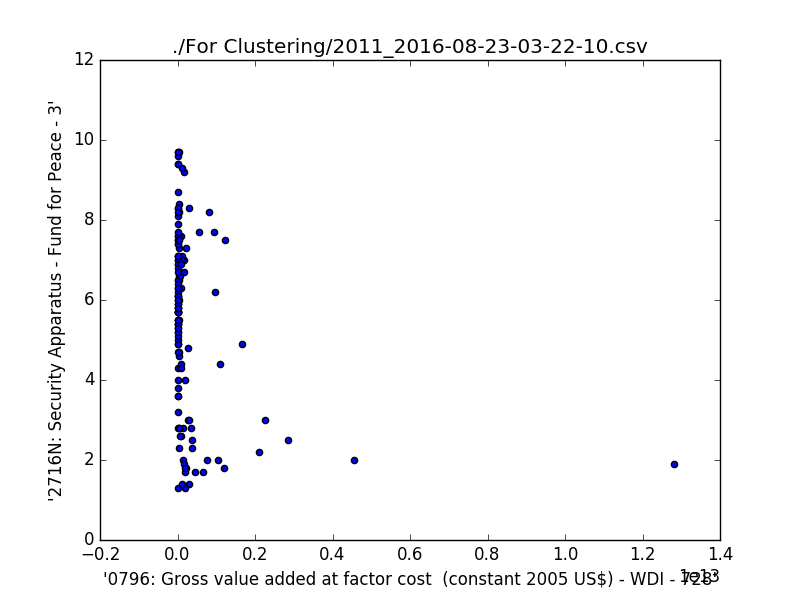 ./For Clustering/2011_2016-08-23-03-22-10.csv
12
10
8
6
4
2
0
'2716N: Security Apparatus - Fund for Peace - 3'
−0.2 0.0 0.2 0.4 0.6 0.8 1.0 1.2 1.4
1e13
'0796: Gross value added at factor cost (constant 2005 US$) - WDI - 728'